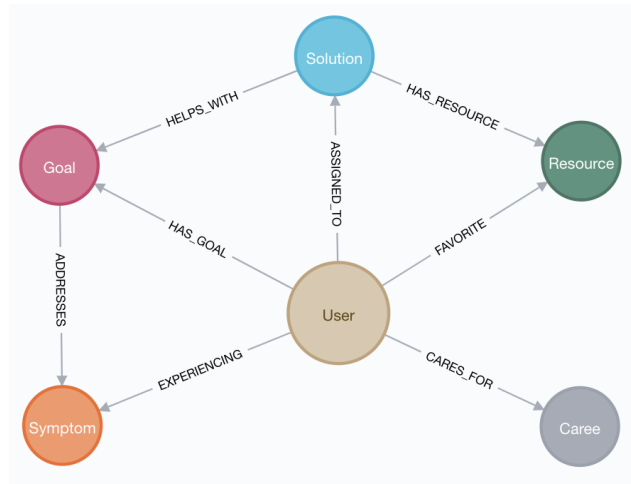 Solution
HELPS_WITH
HAS_RESOURCE
Goal
Resource
ASSIGNED_TO
HAS_GOAL
FAVORITE
ADDRESSES
User
EXPERIENCING
CARES_FOR
Symptom
Caree